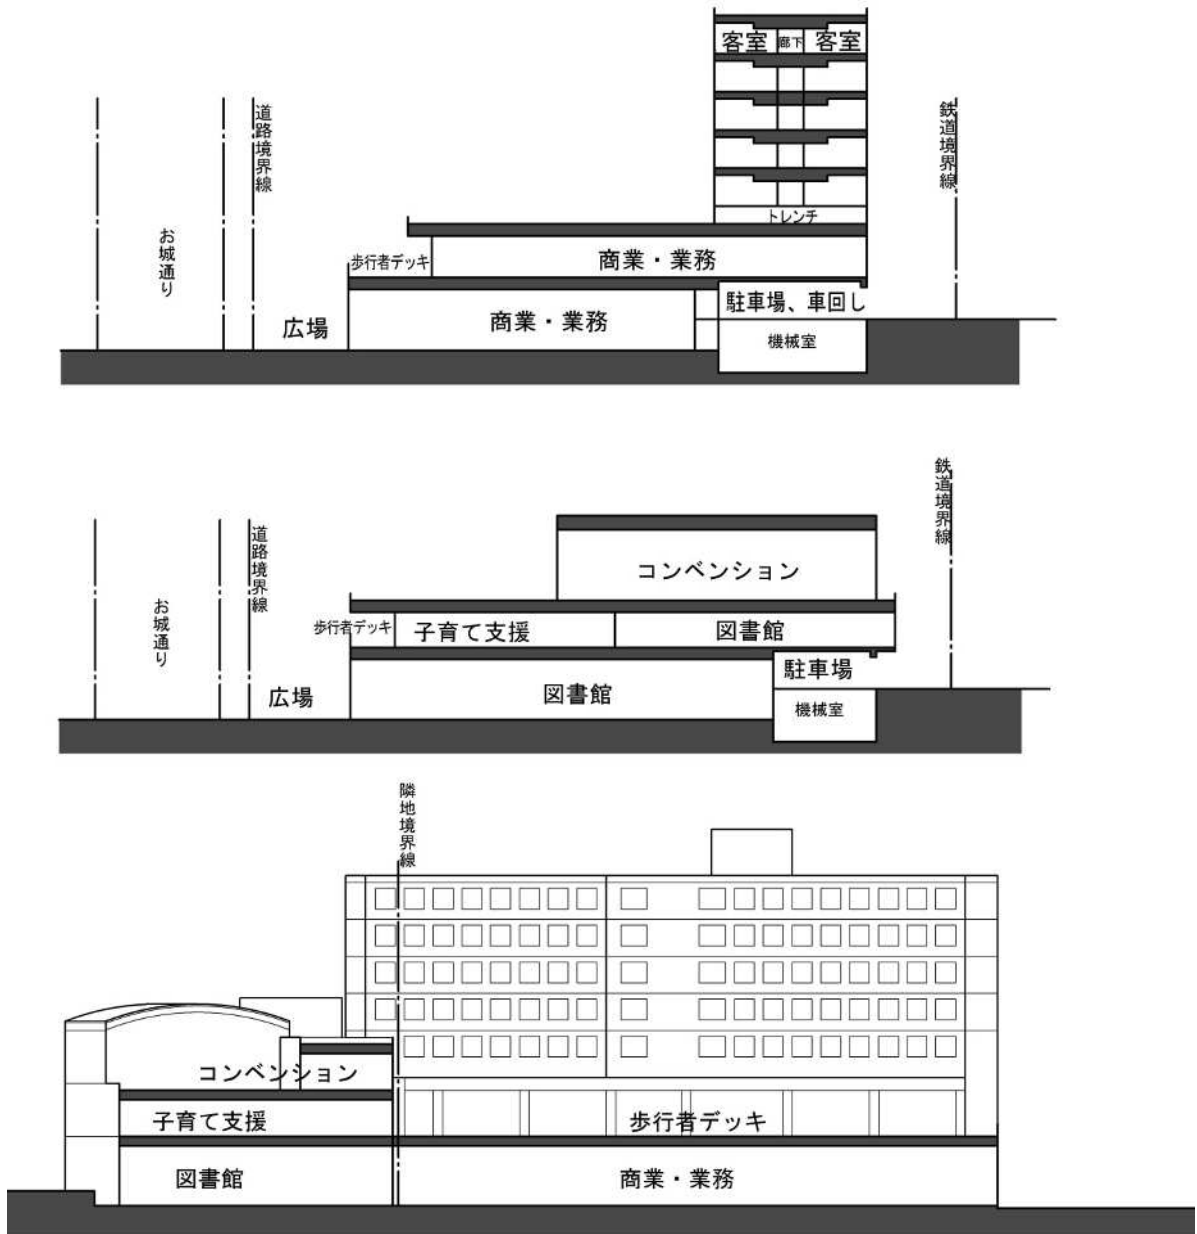 客室
廊下
客室
道路境界線
鉄道境界線
お城通り
トレンチ
歩行者デッキ
商業・業務
広場
商業・業務
駐車場、車回し
機械室
道路境界線
鉄道境界線
お城通り
コンベンション
歩行者デッキ
子育て支援
図書館
広場
図書館
駐車場
機械室
隣地境界線
コンベンション
子育て支援
歩行者デッキ
図書館
商業・業務